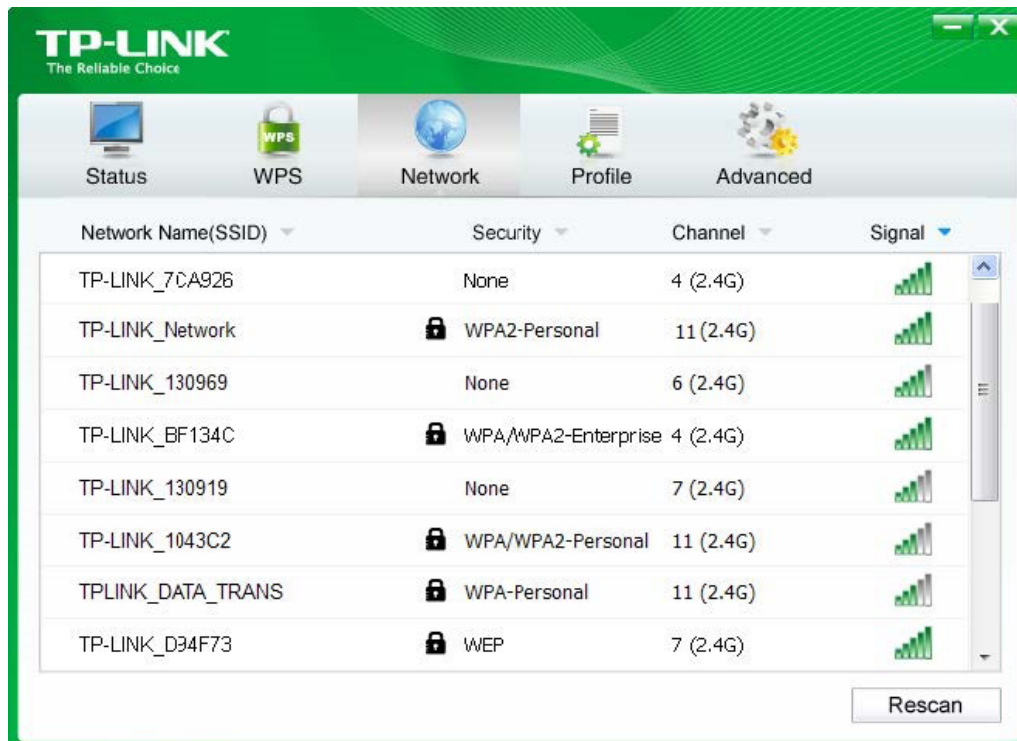 TP-LINK
The Reliable Choice
WPS
Status WPS Network Profile Advanced
Network Name(SSID) Security Channel Signal
TP-LINK_7CA926 None 4 (2.4G)
TP-LINK_Network WPA2-Personal 11(2.4G)
TP-LINK_130969 None 6 (2.4G)
TP-LINK_BF134C WPA/WPA2-Enterprise 4 (2.4G)
TP-LINK_130919 None 7 (2.4G)
TP-LINK_1043C2 WPA/WPA2-Personal 11 (2.4G)
TPLINK_DATA_TRANS WPA-Personal 11 (2.4G)
TP-LINK_D94F73 WEP 7 (2.4G)
Rescan